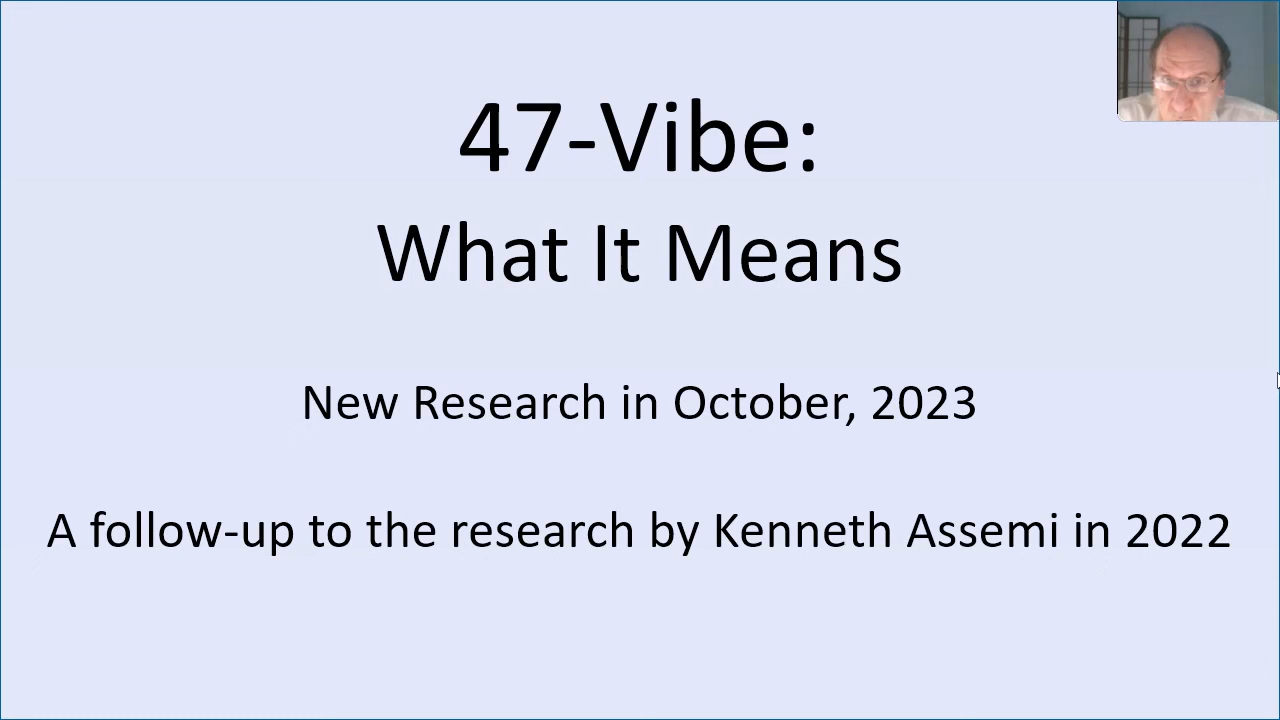 47-Vibe:
What It Means
New Research in October, 2023
A follow-up to the research by Kenneth Assemi in 2022